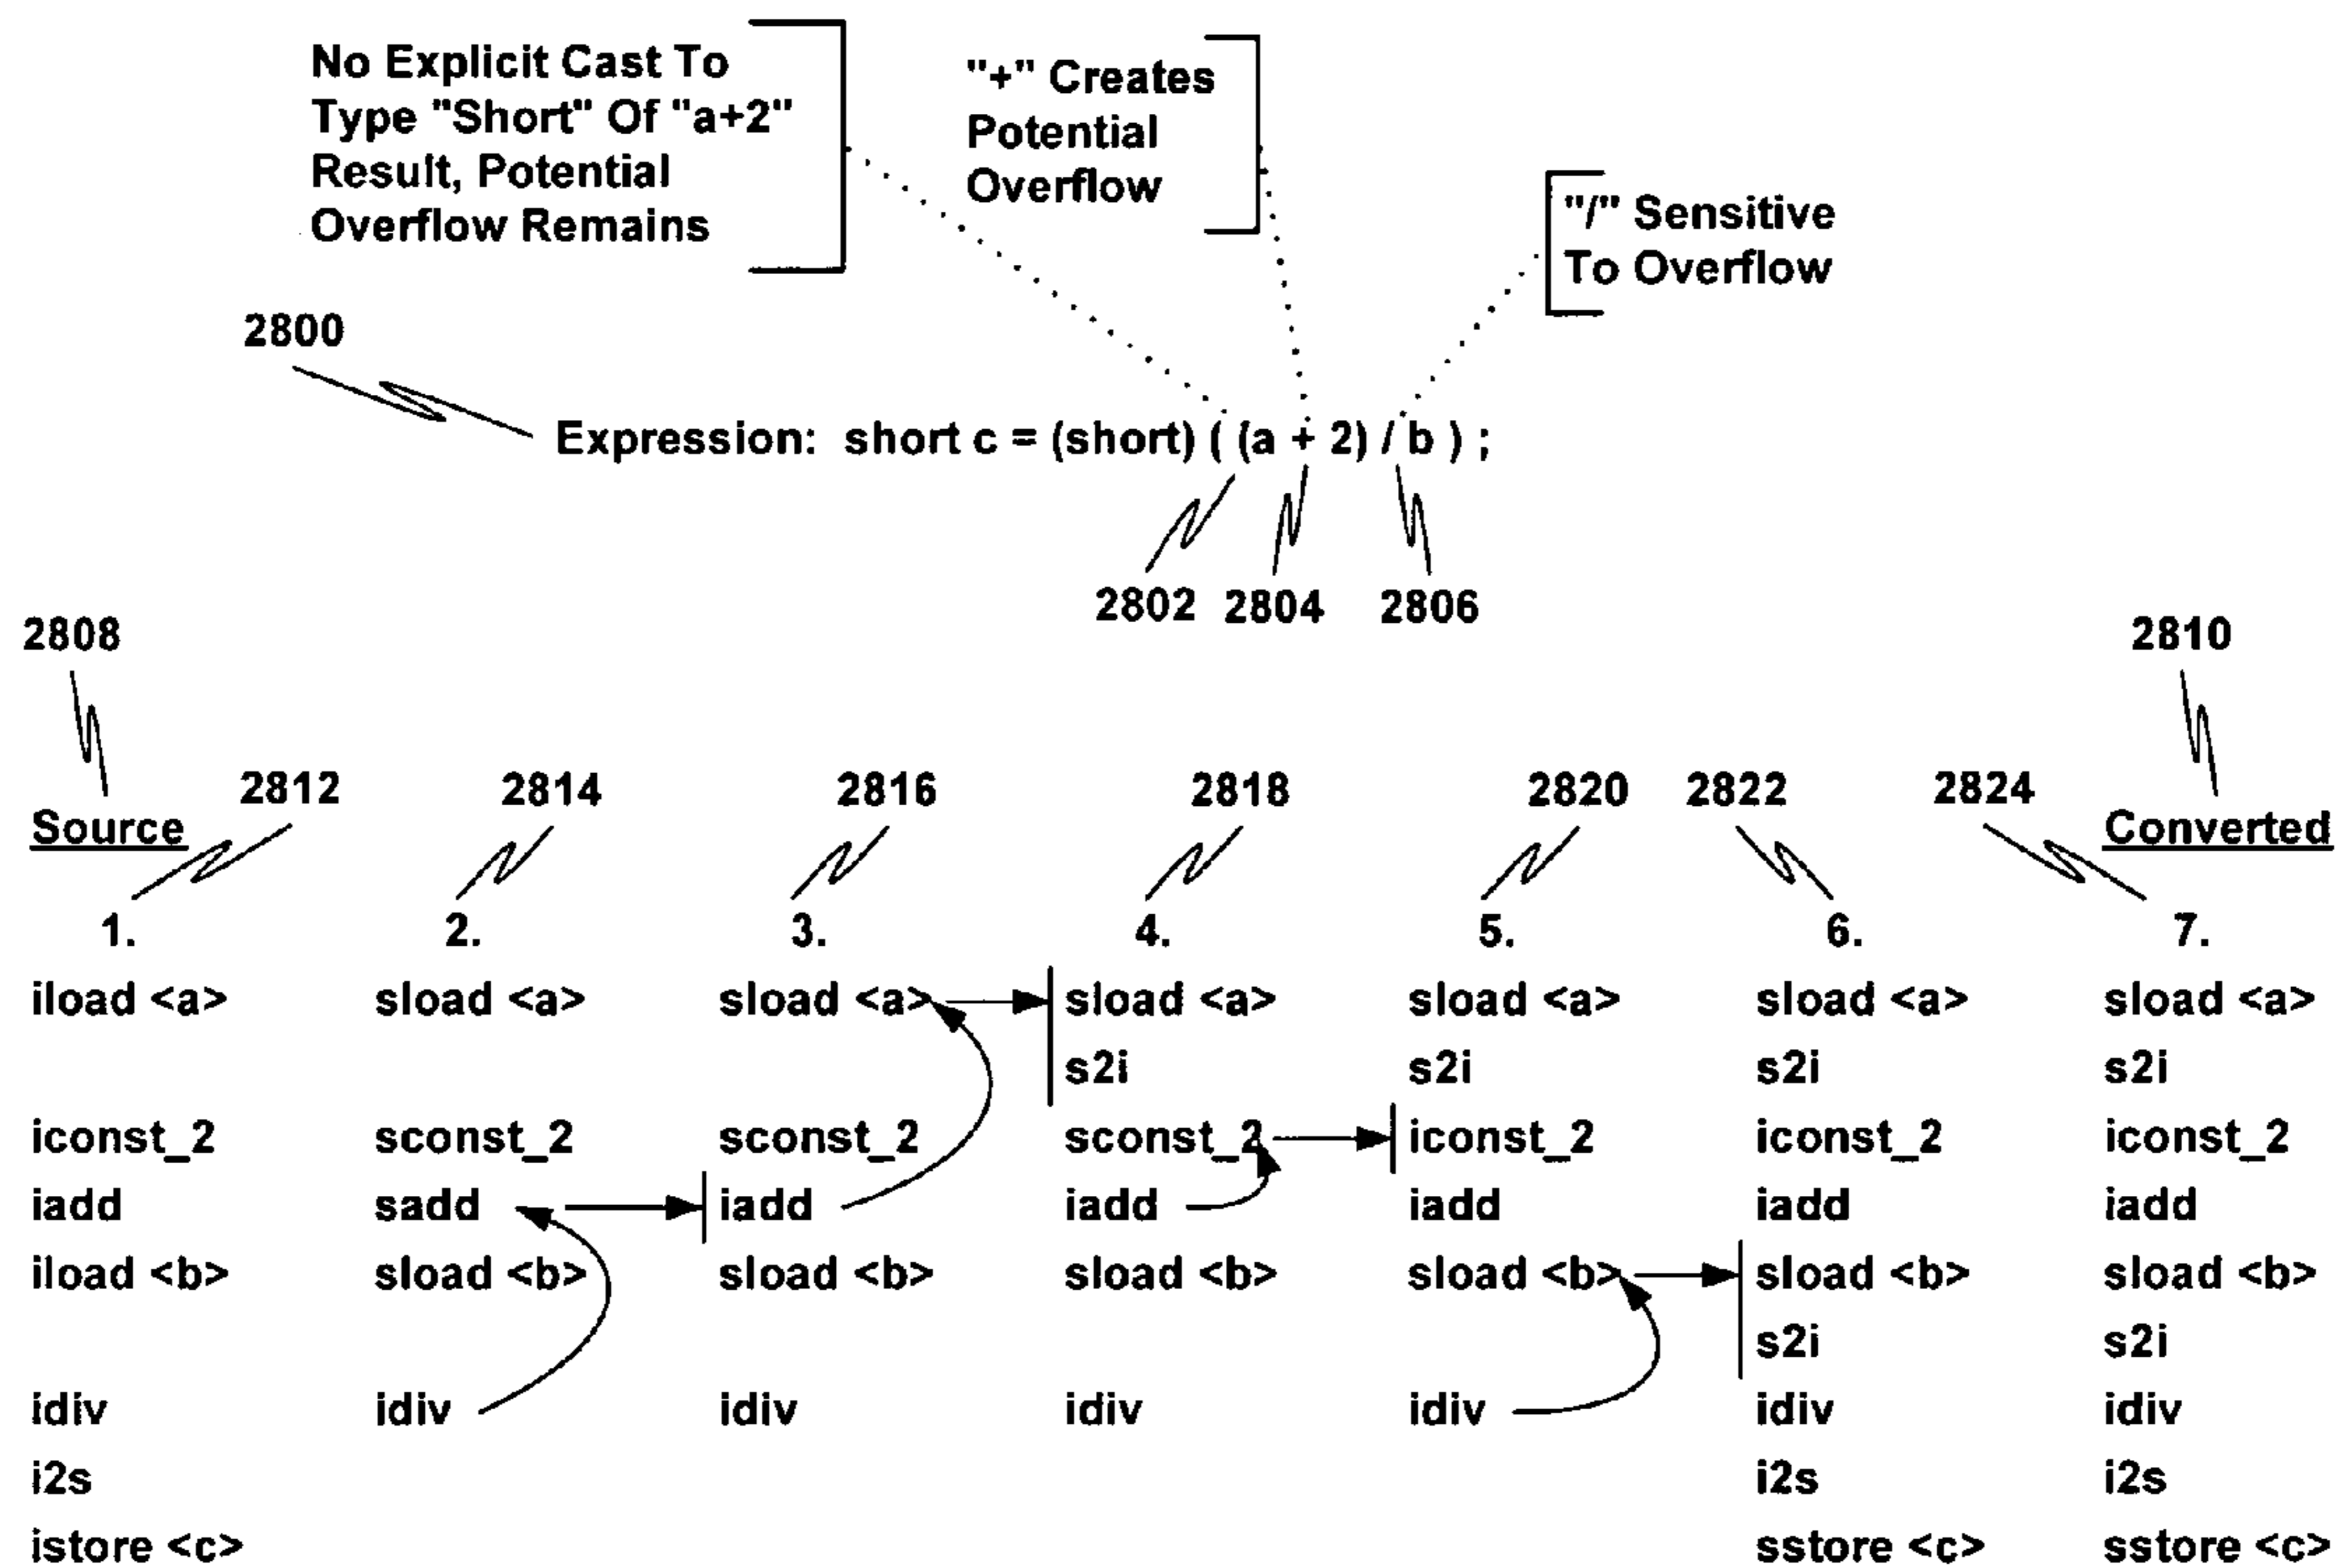 No Explicit Cast To
Type "Short" Of "a+2"
Result, Potential
Overflow Remains
"+" Creates
Potential
Overflow
"/" Sensitive
To Overflow
2800
Expression: short c = (short) ( (a + 2) / b ) ;
2802 2804 2806
2808 2810
2812 2814 2816 2818 2820 2822 2824
Source Converted
1. 2. 3. 4. 5. 6. 7.
iload <a> sload <a> sload <a> sload <a> sload <a> sload <a> sload <a>
s2i s2i s2i s2i
iconst_2 sconst_2 sconst_2 sconst_2 iconst_2 iconst_2 iconst_2
iadd sadd iadd iadd iadd iadd iadd
iload <b> sload <b> sload <b> sload <b> sload <b> sload <b> sload <b>
s2i s2i
idiv idiv idiv idiv idiv idiv idiv
i2s i2s i2s
istore <c> sstore <c> sstore <c>